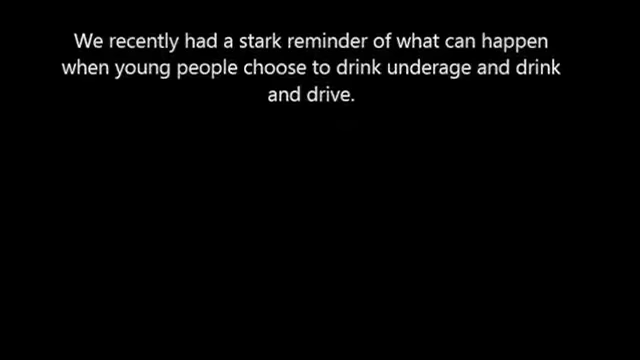 We recently had a stark reminder of what can happen
when young people choose to drink underage and drink
and drive.